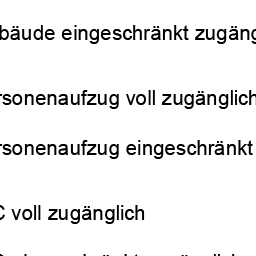 bäude eingeschränkt zugäng
rsonenaufzug voll zugänglich
rsonenaufzug eingeschränkt
C voll zugänglich